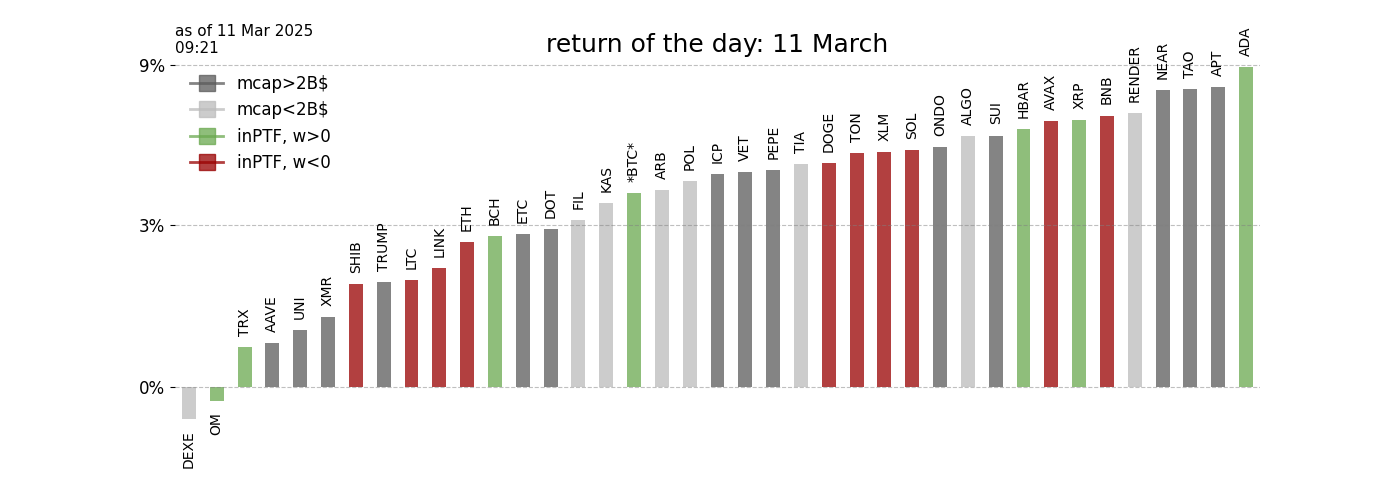 as of 11 Mar 2025
09:21
return of the day: 11 March
9%
3%
0%
mcap>2B$
mcap<2B$
inPTF, w>0
inPTF, w<0
DEXE
OM
TRX
AAVE
UNI
XMR
SHIB
TRUMP
LTC
LINK
ETH
BCH
ETC
DOT
FIL
KAS
*BTC*
ARB
POL
ICP
VET
PEPE
TIA
DOGE
TON
XLM
SOL
ONDO
ALGO
SUI
HBAR
AVAX
XRP
BNB
RENDER
NEAR
TAO
APT
ADA